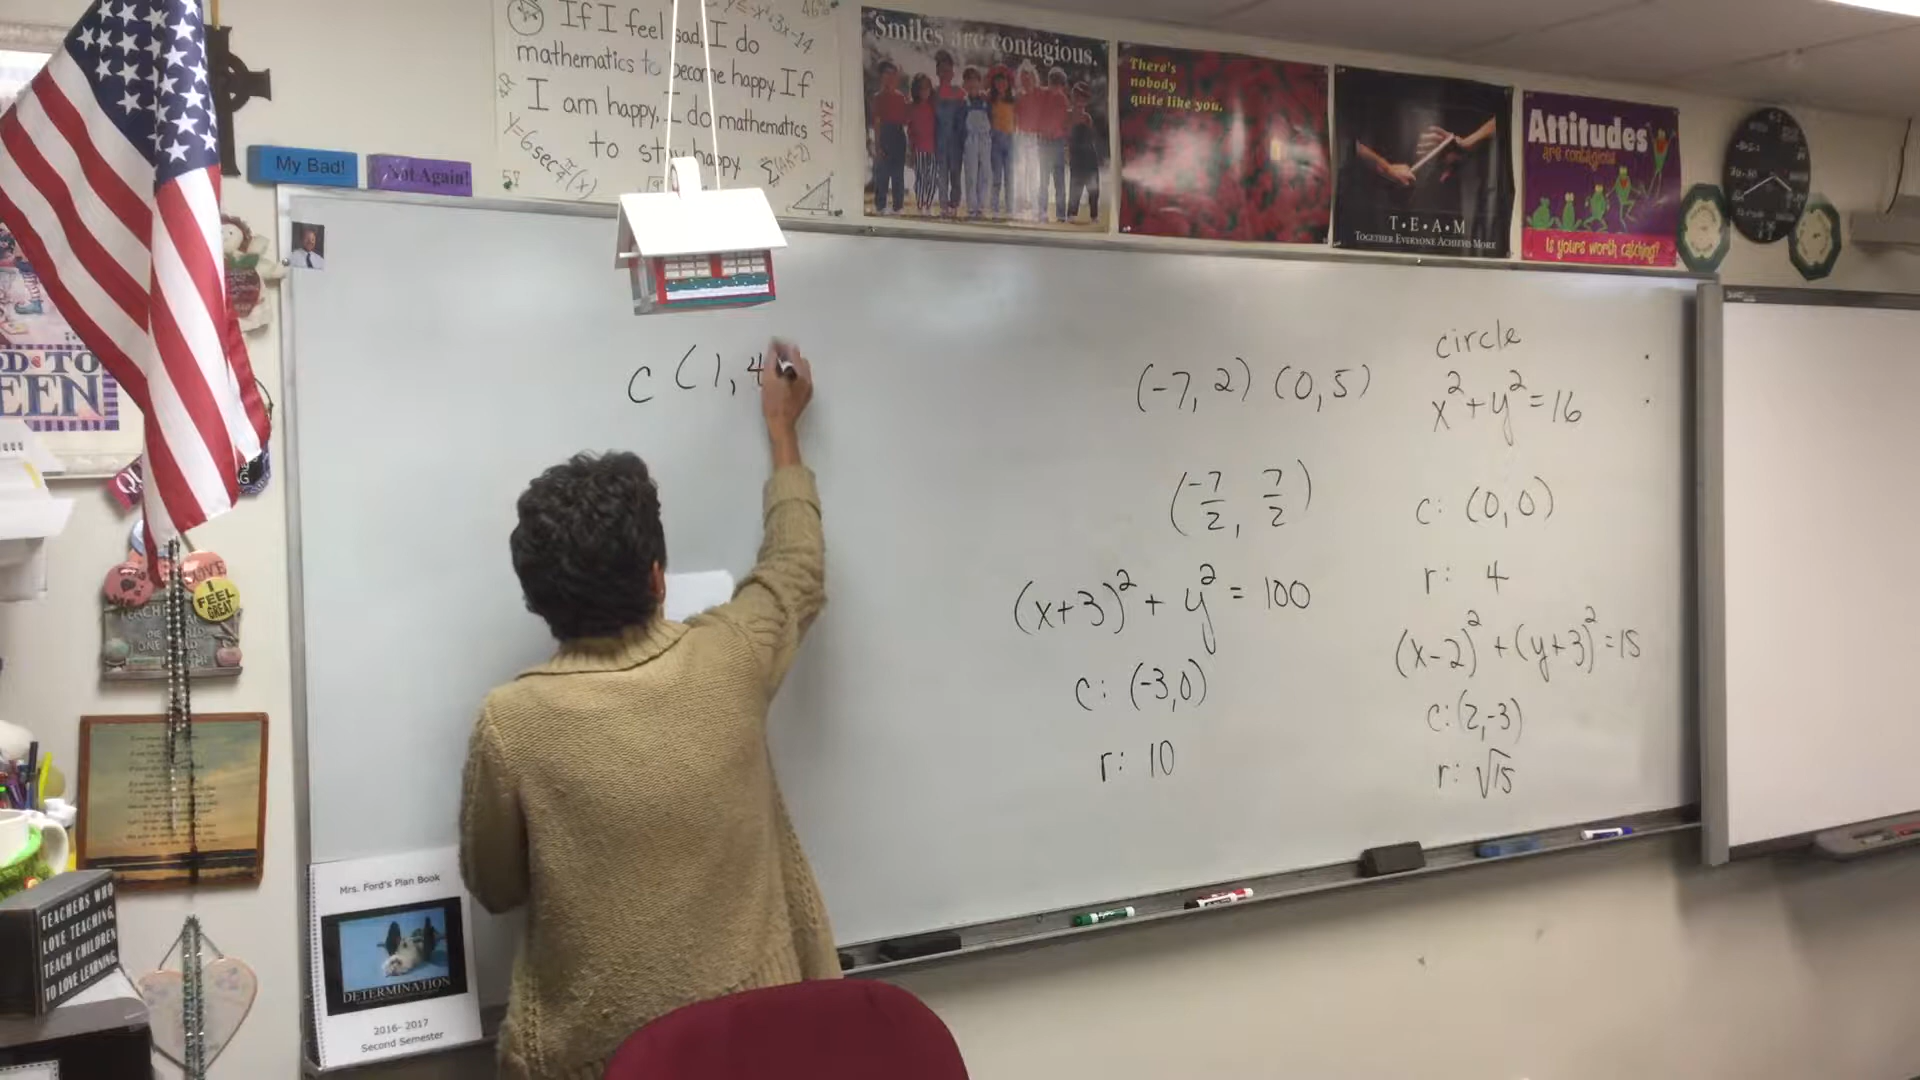 If I feel sad, I do
mathematics to become happy. If
I am happy, I do mathematics
to stay happy
My Bad!
Not Again!
Smiles are contagious.
There's
nobody
quite like you.
T•E•A•M
TOGETHER EVERYONE ACHIEVES MORE
Attitudes
are contagious
Is yours worth catching?
C (1, 4
(-7, 2) (0, 5)
(-7/2, 7/2)
(x+3)² + y² = 100
c: (-3,0)
r: 10
circle
x² + y² = 16
c: (0,0)
r: 4
(x-2)² + (y+3)² = 15
c: (2,-3)
r: √15
LOVE
I
FEEL
GREAT
Mrs. Ford's Plan Book
DETERMINATION
2016-2017
Second Semester
TEACHERS WHO
LOVE TEACHING,
TEACH CHILDREN
TO LOVE LEARNING.